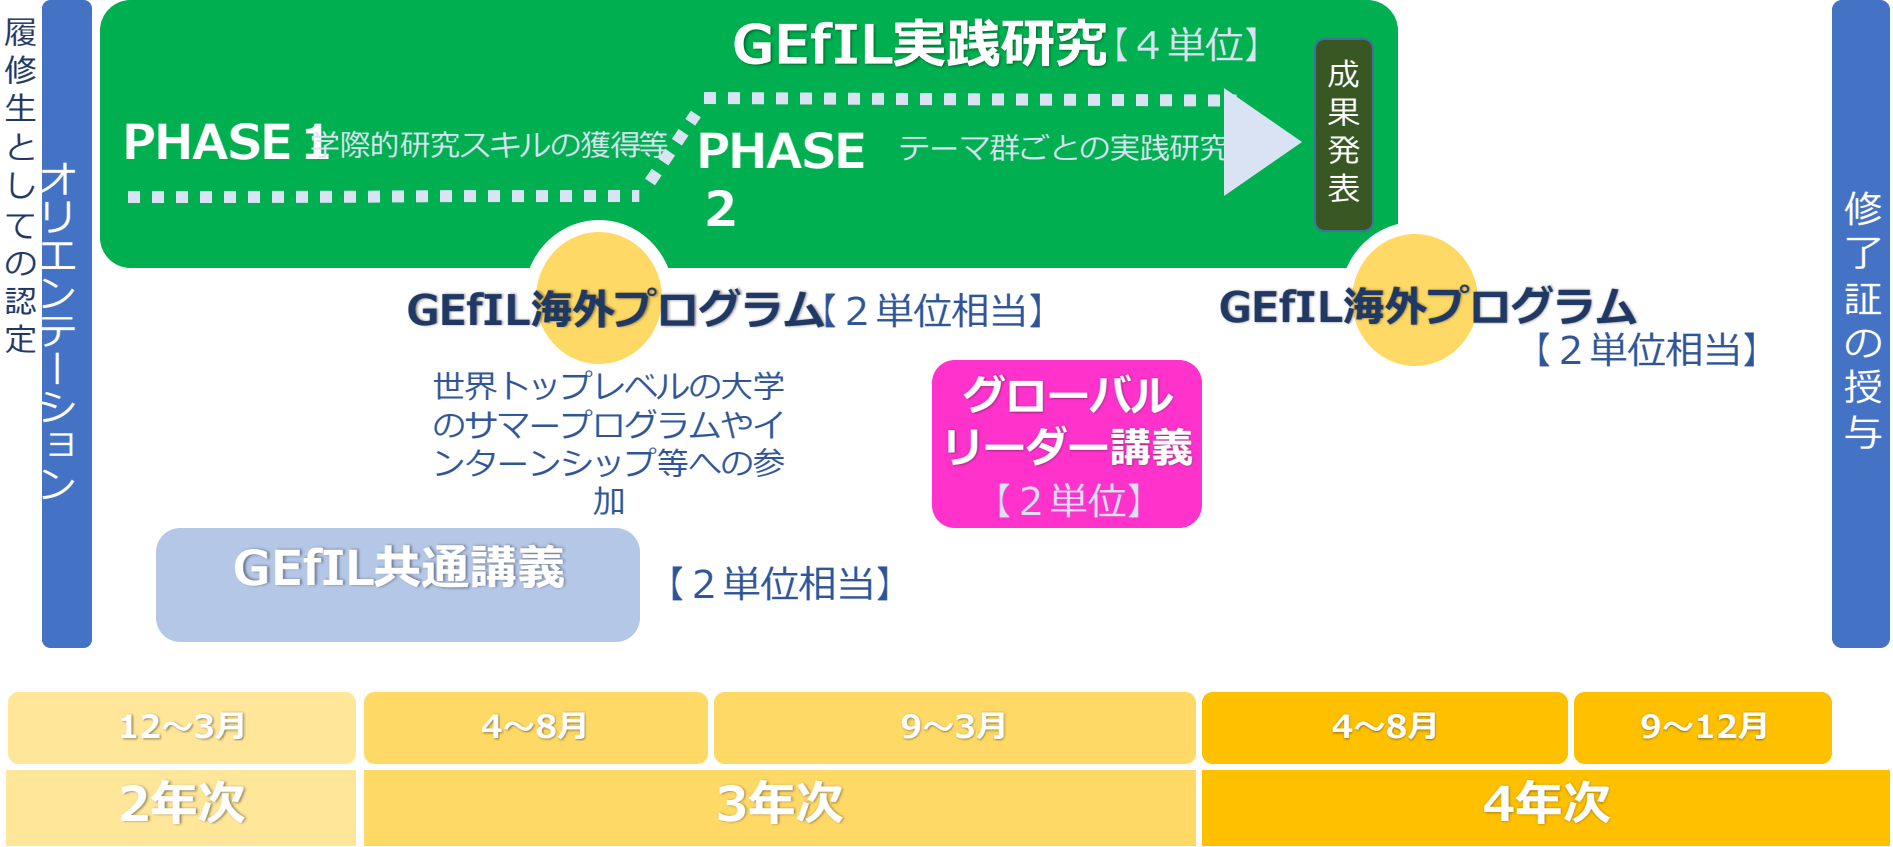 履修生としての認定
オリエンテーション
GEfIL実践研究【４単位】
PHASE 1
学際的研究スキルの獲得等
PHASE
2
テーマ群ごとの実践研究
成果発表
GEfIL海外プログラム【２単位相当】
世界トップレベルの大学
のサマープログラムやイ
ンターンシップ等への参
加
GEfIL海外プログラム
【２単位相当】
グローバル
リーダー講義
【２単位】
GEfIL共通講義
【２単位相当】
修了証の授与
12～3月
4～8月
9～3月
4～8月
9～12月
2年次
3年次
4年次